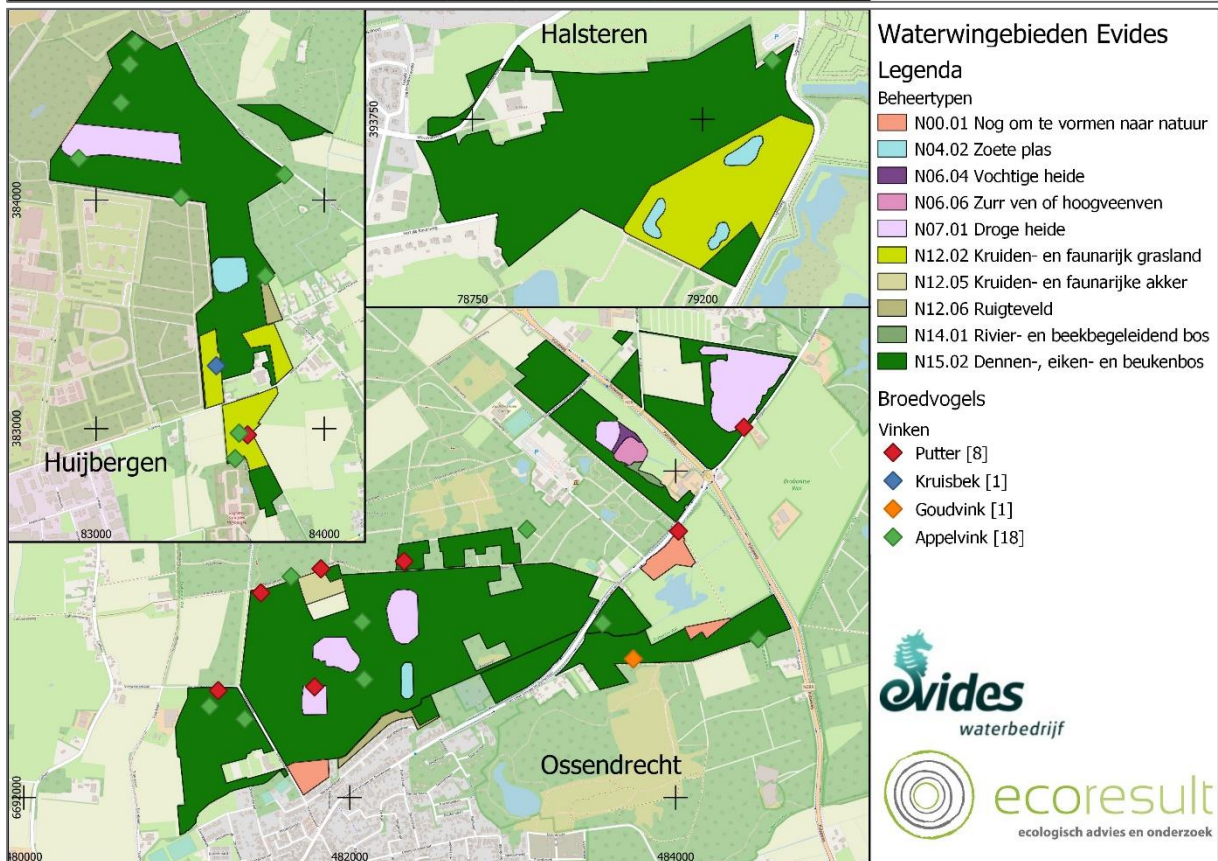 Halsteren
393750
78750
79200
384000
383000
Huijbergen
83000
84000
Ossendrecht
6692000
480000
482000
484000
Waterwingebieden Evides
Legenda
Beheertypen
N00.01 Nog om te vormen naar natuur
N04.02 Zoete plas
N06.04 Vochtige heide
N06.06 Zurr ven of hoogveenven
N07.01 Droge heide
N12.02 Kruiden- en faunarijk grasland
N12.05 Kruiden- en faunarijke akker
N12.06 Ruigteveld
N14.01 Rivier- en beekbegeleidend bos
N15.02 Dennen-, eiken- en beukenbos
Broedvogels
Vinken
Putter [8]
Kruisbek [1]
Goudvink [1]
Appelvink [18]
evides
waterbedrijf
ecoresult
ecologisch advies en onderzoek